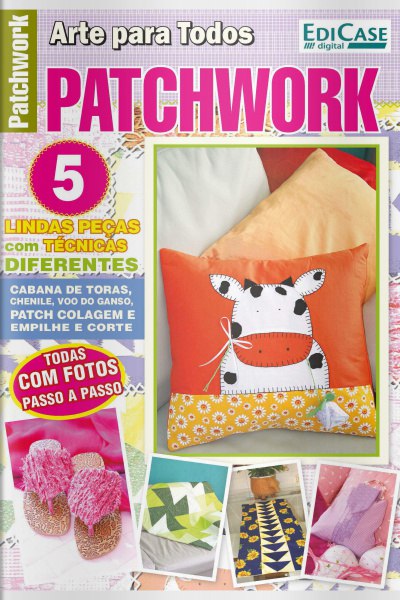 Patchwork
Arte para Todos
EDICASE
digital
PATCHWORK
5
LINDAS PEÇAS
com TÉCNICAS
DIFERENTES
CABANA DE TORAS,
CHENILE, VOO DO GANSO,
PATCH COLAGEM E
EMPILHE E CORTE
TODAS
COM FOTOS
PASSO A PASSO